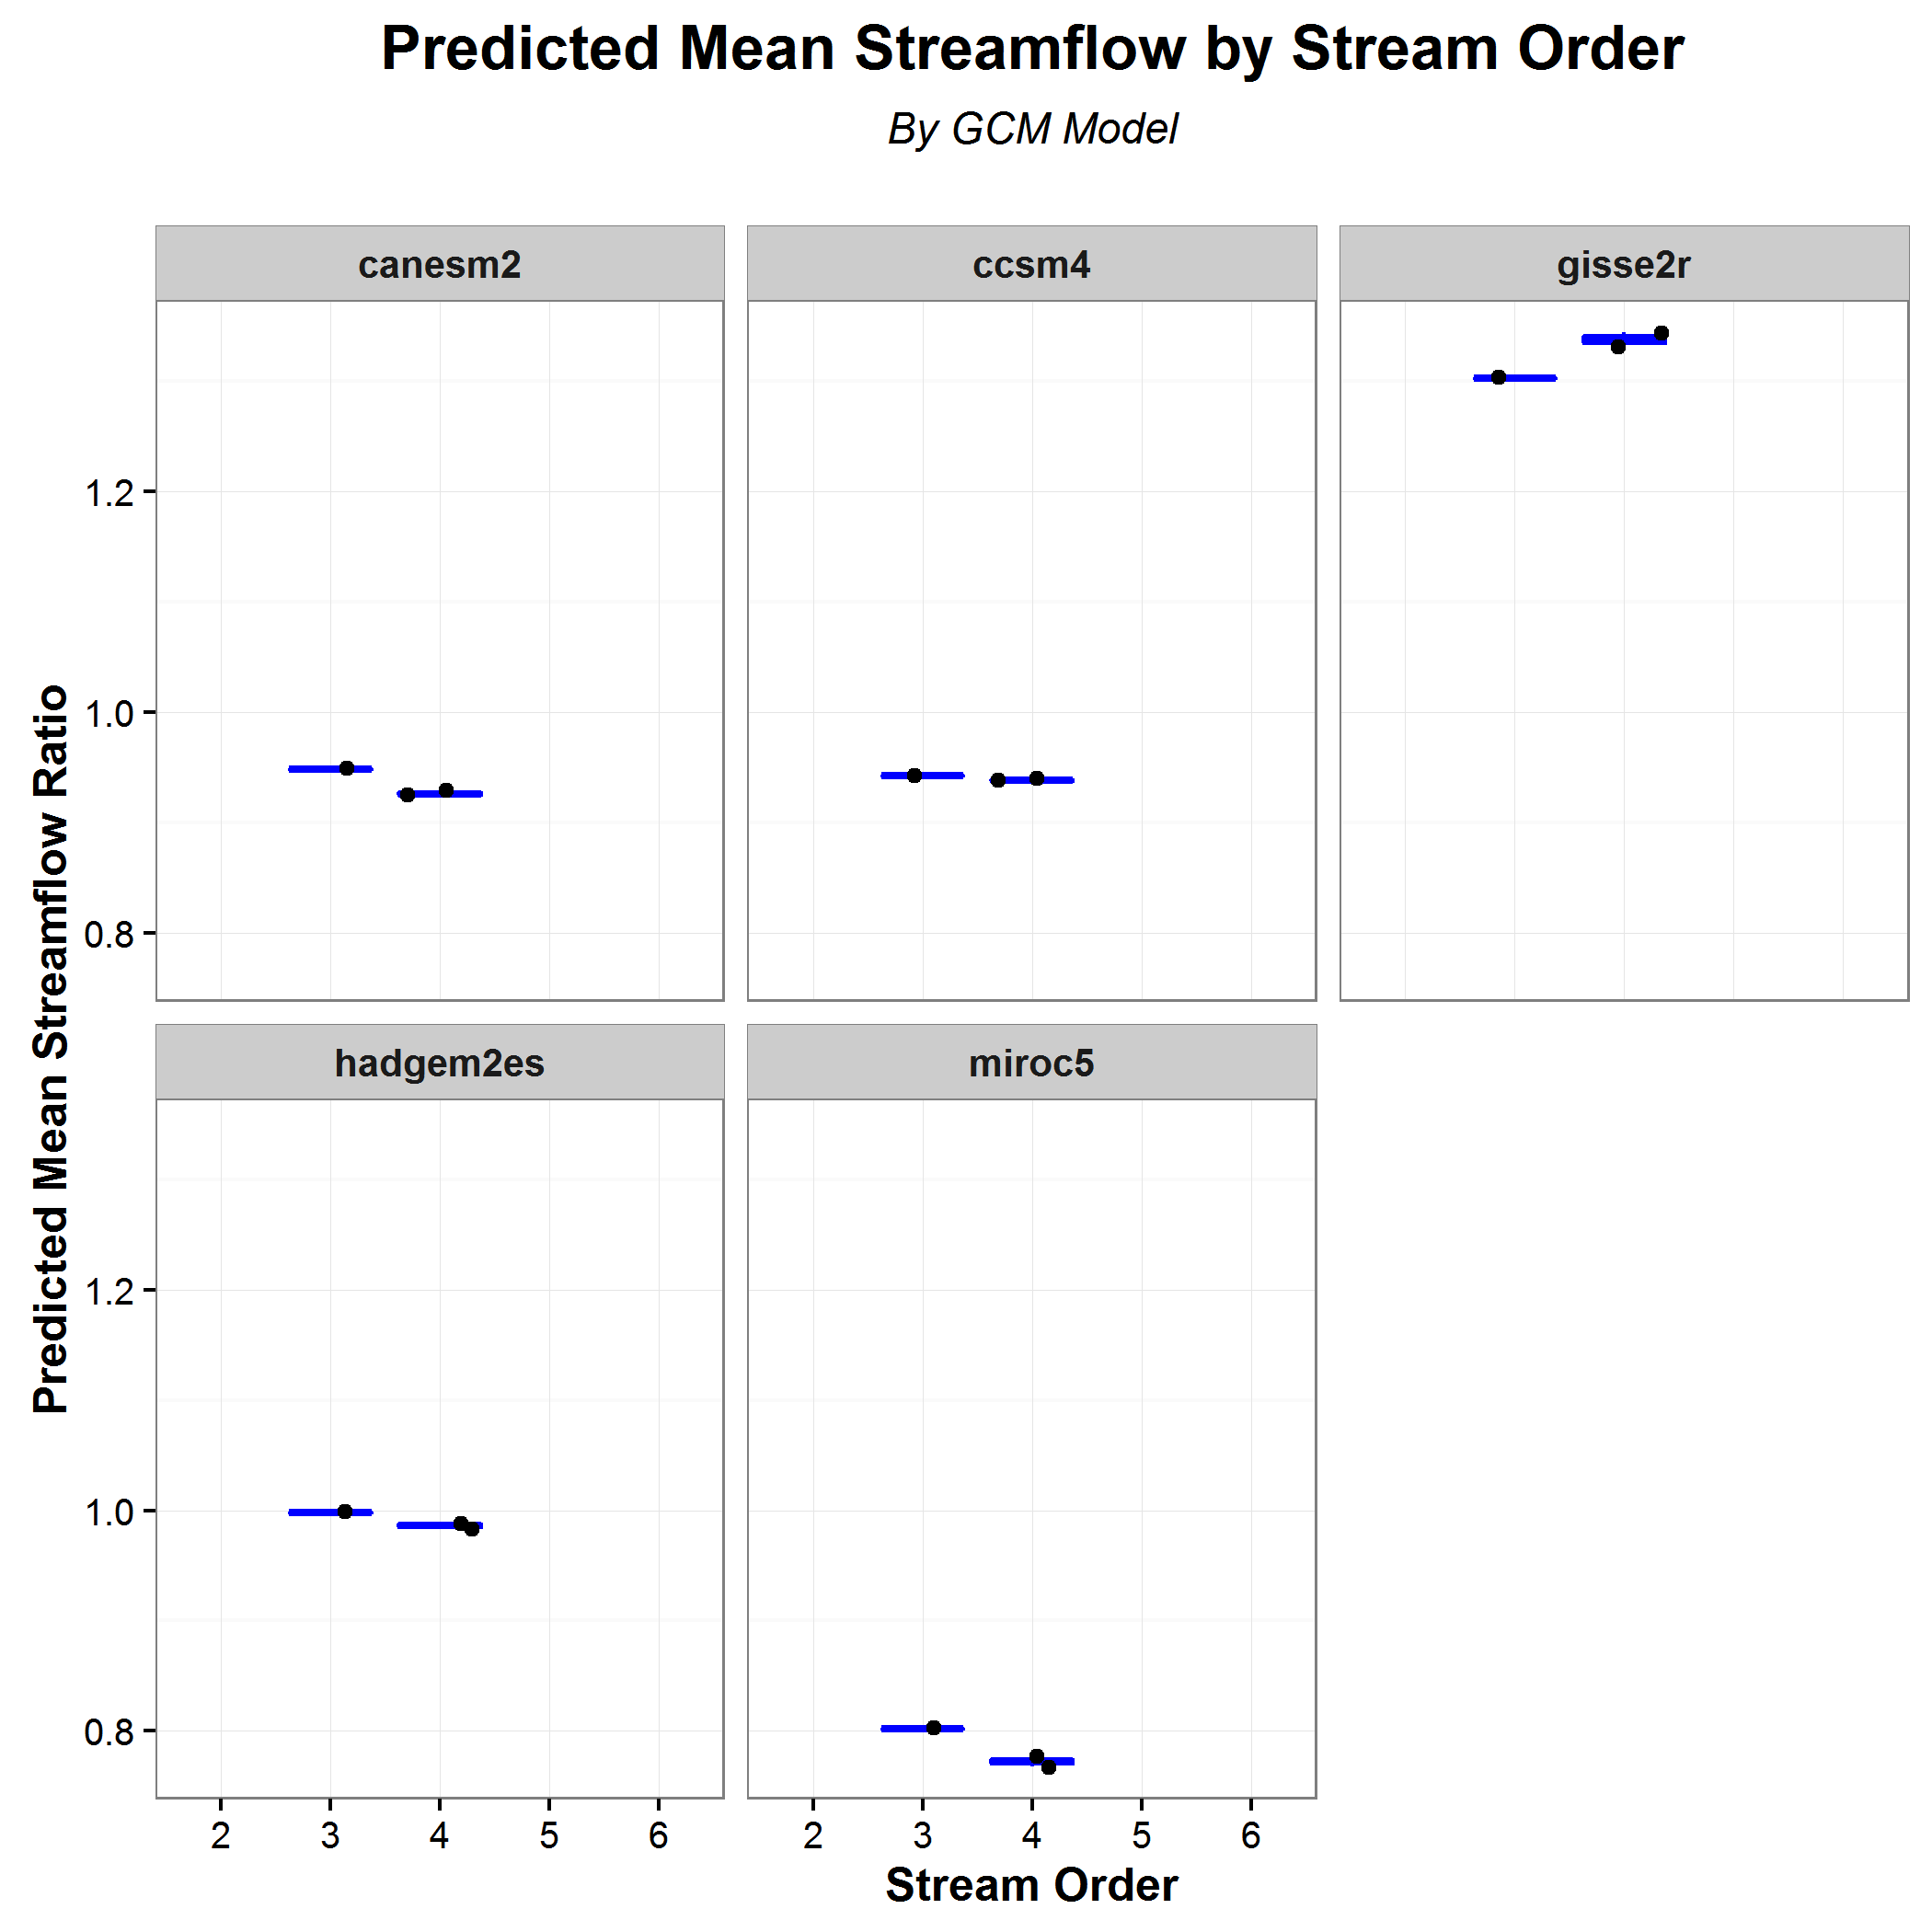 Predicted Mean Streamflow by Stream Order
By GCM Model
canesm2
ccsm4
gisse2r
1.2
1.0
0.8
hadgem2es
miroc5
1.2
1.0
0.8
2 3 4 5 6
2 3 4 5 6
Stream Order
Predicted Mean Streamflow Ratio